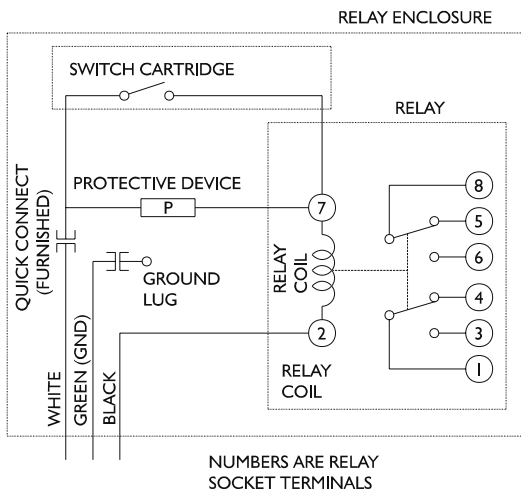 RELAY ENCLOSURE
SWITCH CARTRIDGE
RELAY
PROTECTIVE DEVICE
P
7
8
5
6
4
3
1
2
QUICK CONNECT
(FURNISHED)
GROUND
LUG
RELAY
COIL
RELAY
COIL
WHITE
GREEN (GND)
BLACK
NUMBERS ARE RELAY
SOCKET TERMINALS